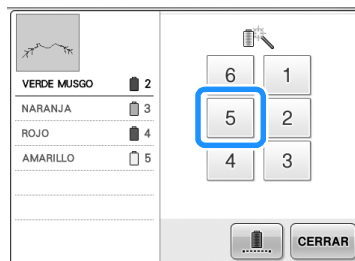 VERDE MUSGO 2
NARANJA 3
ROJO 4
AMARILLO 5
6 1
5 2
4 3
CERRAR